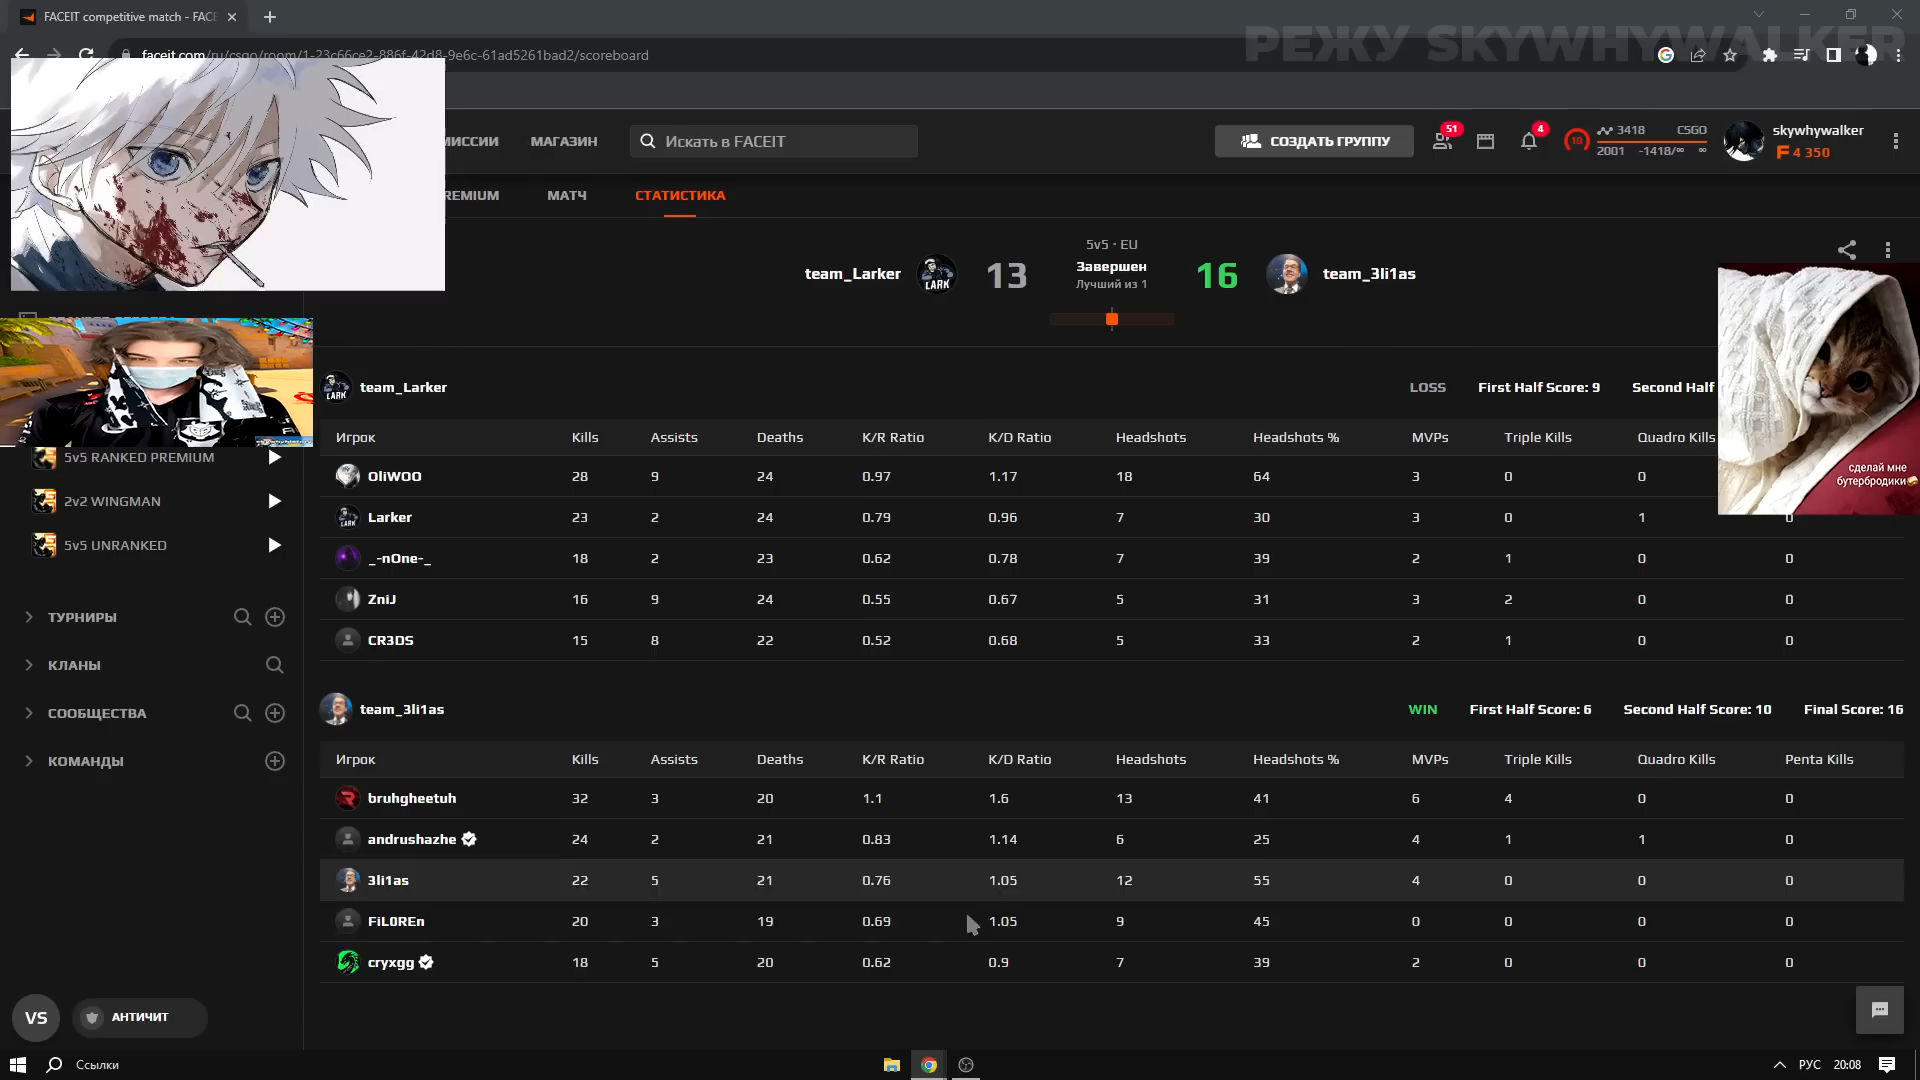 FACEIT competitive match - FACE
РЕЖУ SKYWHYWALKER
faceit.com/ru/csgo/room/1-23c66ce2-886f-42d8-9e6c-61ad5261bad2/scoreboard
МИССИИ МАГАЗИН Искать в FACEIT СОЗДАТЬ ГРУППУ 51 4 10 3418 CSGO skywhywalker
2001 -1418/∞ ∞ 4 350
REMIUM МАТЧ СТАТИСТИКА
5v5 • EU
team_Larker LARK 13 Завершен 16 team_3li1as
Лучший из 1
team_Larker LOSS First Half Score: 9 Second Half
Игрок Kills Assists Deaths K/R Ratio K/D Ratio Headshots Headshots % MVPs Triple Kills Quadro Kills
OliWOO 28 9 24 0.97 1.17 18 64 3 0 0
Larker 23 2 24 0.79 0.96 7 30 3 0 1 0
_-nOne-_ 18 2 23 0.62 0.78 7 39 2 1 0 0
ZniJ 16 9 24 0.55 0.67 5 31 3 2 0 0
CR3DS 15 8 22 0.52 0.68 5 33 2 1 0 0
сделай мне
бутербродики
5v5 RANKED PREMIUM
2v2 WINGMAN
5v5 UNRANKED
ТУРНИРЫ
КЛАНЫ
СООБЩЕСТВА
КОМАНДЫ
team_3li1as WIN First Half Score: 6 Second Half Score: 10 Final Score: 16
Игрок Kills Assists Deaths K/R Ratio K/D Ratio Headshots Headshots % MVPs Triple Kills Quadro Kills Penta Kills
bruhgheetuh 32 3 20 1.1 1.6 13 41 6 4 0 0
andrushazhe 24 2 21 0.83 1.14 6 25 4 1 1 0
3li1as 22 5 21 0.76 1.05 12 55 4 0 0 0
FiL0REn 20 3 19 0.69 1.05 9 45 0 0 0 0
cryxgg 18 5 20 0.62 0.9 7 39 2 0 0 0
VS АНТИЧИТ
Ссылки РУС 20:08